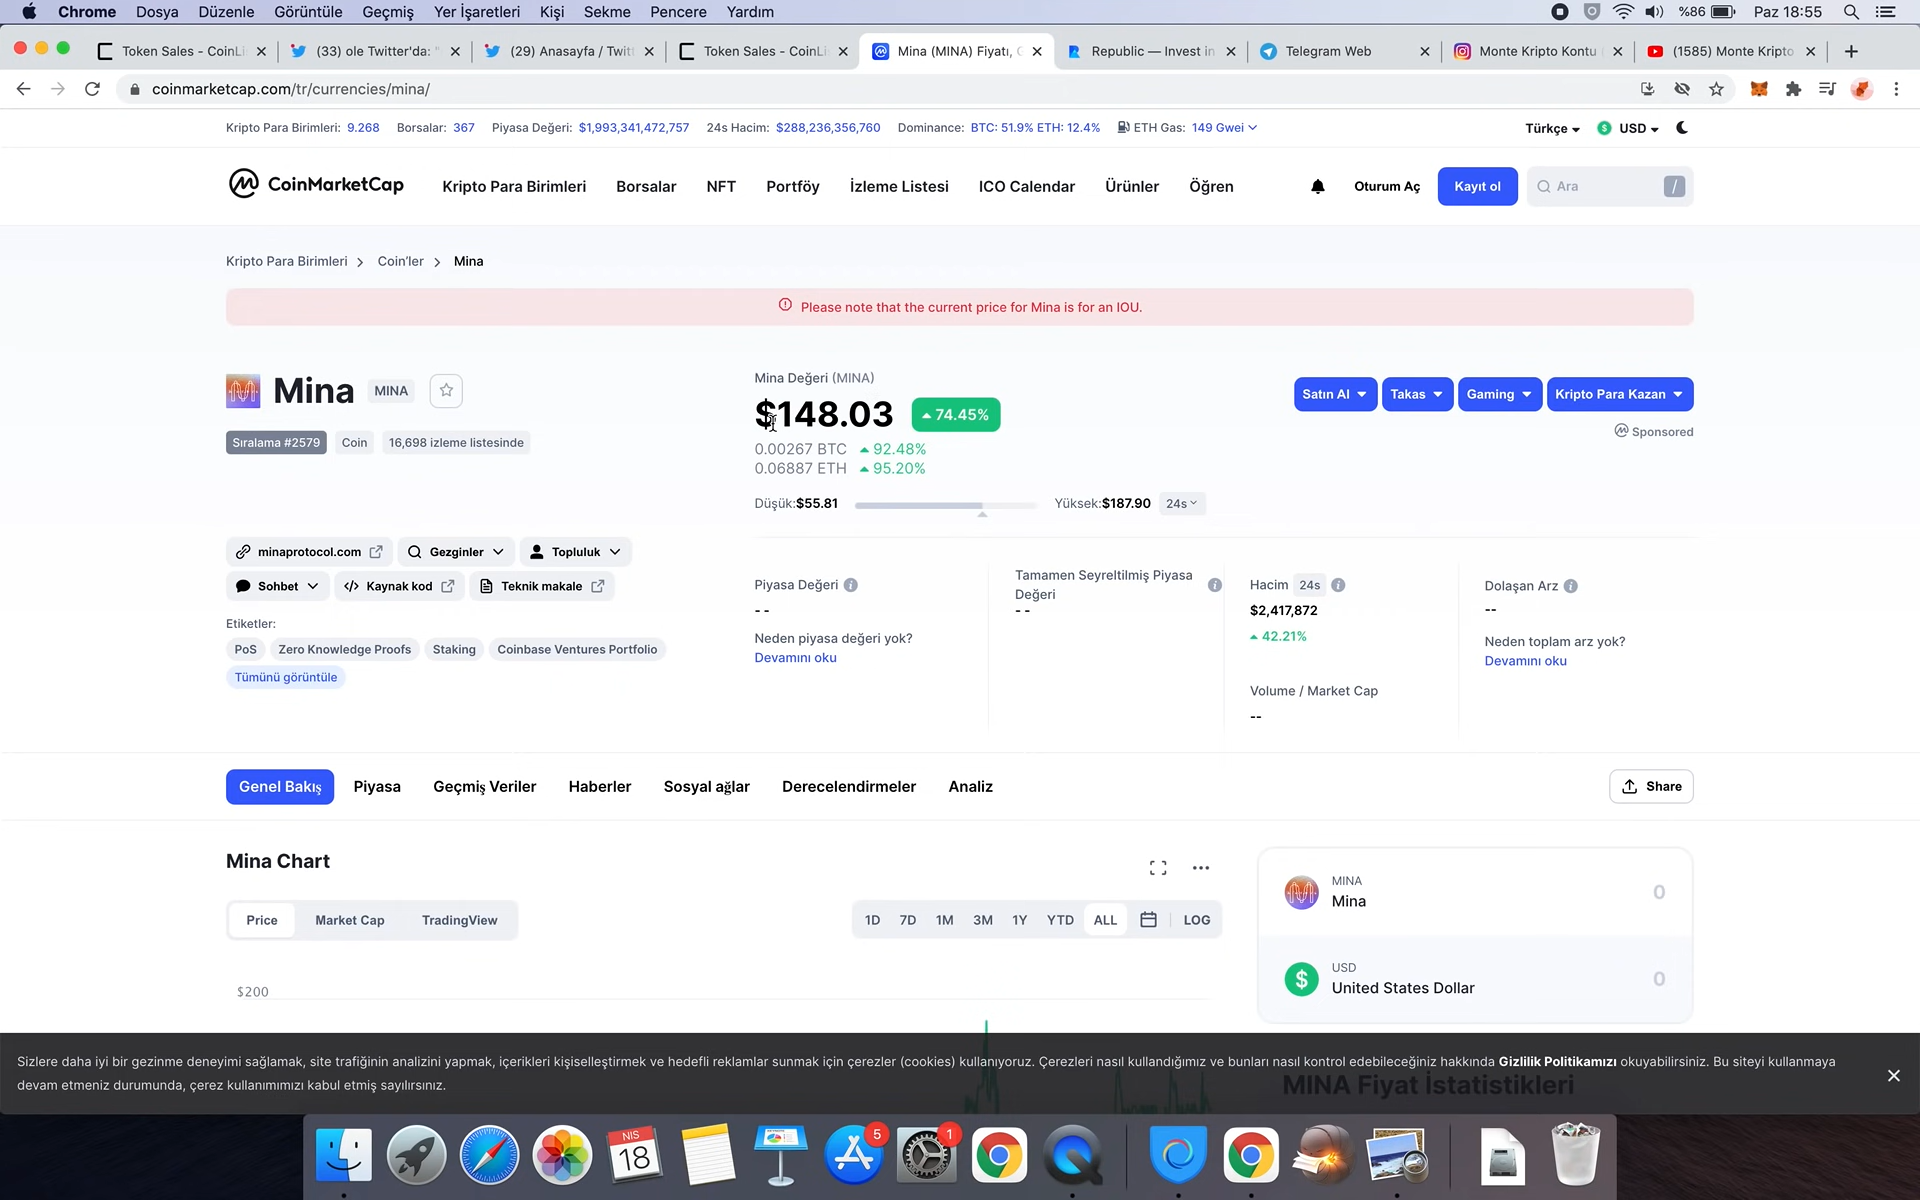 Chrome Dosya Düzenle Görüntüle Geçmiş Yer İşaretleri Kişi Sekme Pencere Yardım %86 Paz 18:55
Token Sales - CoinLi (33) ole Twitter'da: " (29) Anasayfa / Twitt Token Sales - CoinLi Mina (MINA) Fiyatı, G Republic — Invest in Telegram Web Monte Kripto Kontu (1585) Monte Kripto
coinmarketcap.com/tr/currencies/mina/
Kripto Para Birimleri: 9.268 Borsalar: 367 Piyasa Değeri: $1,993,341,472,757 24s Hacim: $288,236,356,760 Dominance: BTC: 51.9% ETH: 12.4% ETH Gas: 149 Gwei Türkçe USD
CoinMarketCap Kripto Para Birimleri Borsalar NFT Portföy İzleme Listesi ICO Calendar Ürünler Öğren Oturum Aç Kayıt ol Ara /
Kripto Para Birimleri > Coin'ler > Mina
Please note that the current price for Mina is for an IOU.
Mina MINA
Sıralama #2579 Coin 16,698 izleme listesinde
Mina Değeri (MINA)
$148.03 74.45%
0.00267 BTC 92.48%
0.06887 ETH 95.20%
Düşük:$55.81 Yüksek:$187.90 24s
Satın Al Takas Gaming Kripto Para Kazan
Sponsored
minaprotocol.com Gezginler Topluluk
Sohbet Kaynak kod Teknik makale
Etiketler:
PoS Zero Knowledge Proofs Staking Coinbase Ventures Portfolio
Tümünü görüntüle
Piyasa Değeri
- -
Neden piyasa değeri yok?
Devamını oku
Tamamen Seyreltilmiş Piyasa
Değeri
- -
Hacim 24s
$2,417,872
42.21%
Volume / Market Cap
--
Dolaşan Arz
--
Neden toplam arz yok?
Devamını oku
Genel Bakış Piyasa Geçmiş Veriler Haberler Sosyal ağlar Derecelendirmeler Analiz Share
Mina Chart
Price Market Cap TradingView 1D 7D 1M 3M 1Y YTD ALL LOG
$200
MINA
Mina 0
USD
United States Dollar 0
MINA Fiyat İstatistikleri
Sizlere daha iyi bir gezinme deneyimi sağlamak, site trafiğinin analizini yapmak, içerikleri kişiselleştirmek ve hedefli reklamlar sunmak için çerezler (cookies) kullanıyoruz. Çerezleri nasıl kullandığımız ve bunları nasıl kontrol edebileceğiniz hakkında Gizlilik Politikamızı okuyabilirsiniz. Bu siteyi kullanmaya
devam etmeniz durumunda, çerez kullanımımızı kabul etmiş sayılırsınız.
NIS
18
5
1